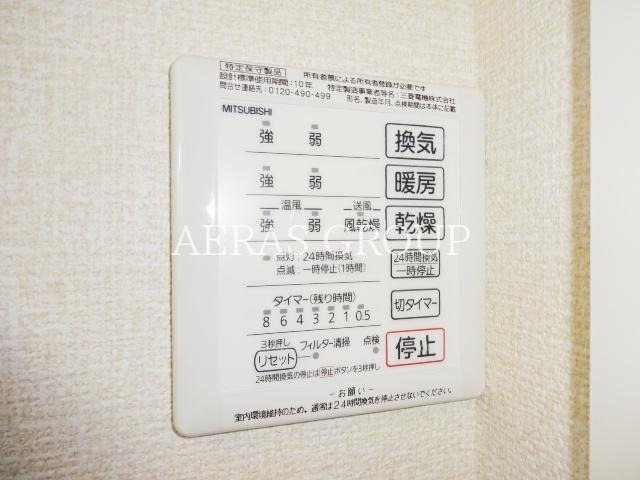 特定保守製品 所有者票による所有者登録が必要です
設計標準使用期間:10年 特定製造事業者等名:三菱電機株式会社
問合せ連絡先:0120-490-499 形名、製造年月、点検期間は本体に記載
MITSUBISHI
強 弱 換気
強 弱 暖房
温風 送風
強 弱 風乾燥 乾燥
AERAS GROUP
点灯:24時間換気 24時間換気
点滅:一時停止(1時間) 一時停止
タイマー(残り時間) 切タイマー
8 6 4 3 2 1 0.5
3秒押し
リセット フィルター清掃 点検 停止
24時間換気の停止は停止ボタンを3秒押し
-お願い-
室内環境維持のため、通常は24時間換気を停止させないでください。